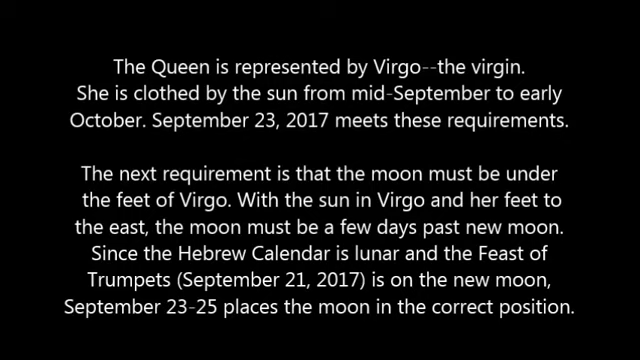 The Queen is represented by Virgo--the virgin.
She is clothed by the sun from mid-September to early
October. September 23, 2017 meets these requirements.
The next requirement is that the moon must be under
the feet of Virgo. With the sun in Virgo and her feet to
the east, the moon must be a few days past new moon.
Since the Hebrew Calendar is lunar and the Feast of
Trumpets (September 21, 2017) is on the new moon,
September 23-25 places the moon in the correct position.